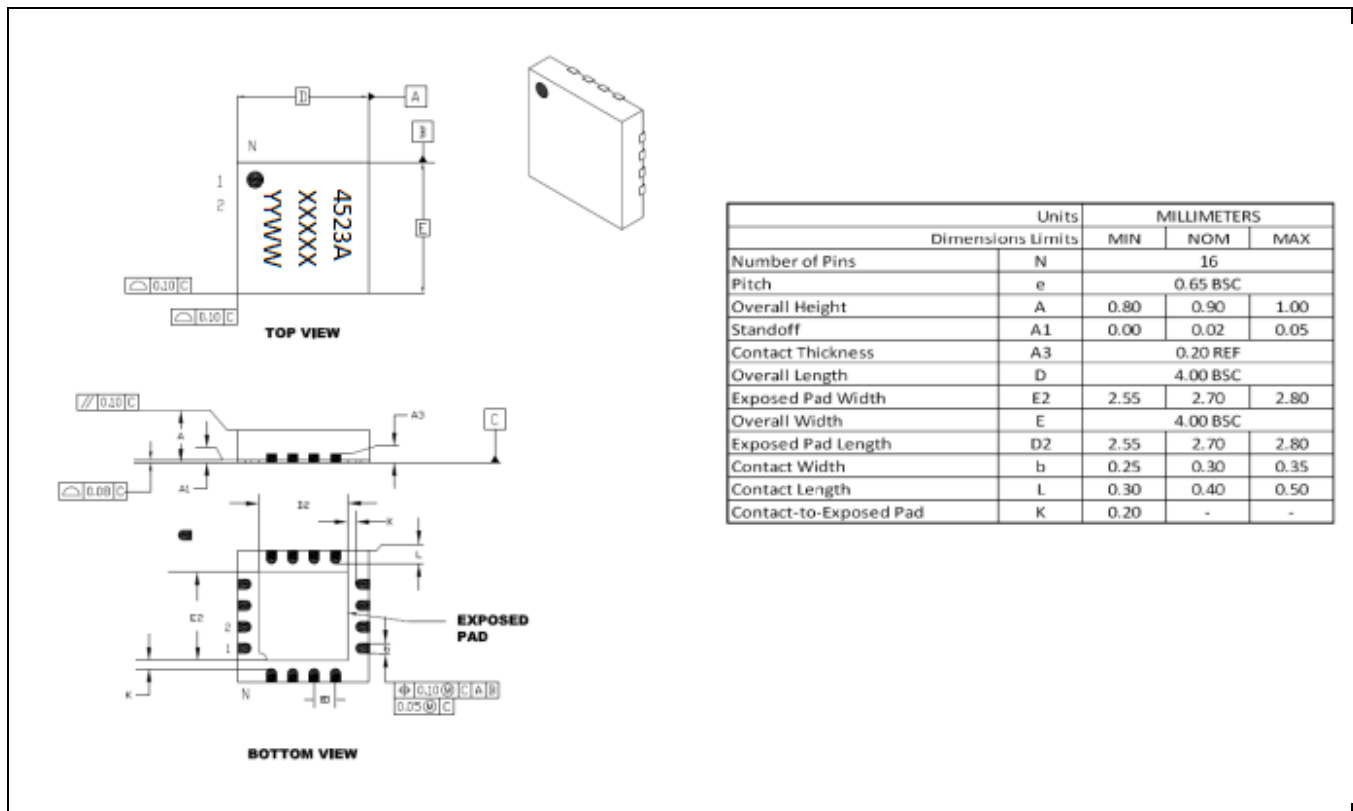 D
A
B
N
1
2
4523A
XXXXX
YYWW
E
0.10 C
0.10 C
TOP VIEW
// 0.10 C
A
A3
C
0.08 C
A1
D2
K
L
E2
2
1
EXPOSED
PAD
K
N
0.10 Ⓜ C A B
0.05 Ⓜ C
BOTTOM VIEW
Units MILLIMETERS
Dimensions Limits MIN NOM MAX
Number of Pins N 16
Pitch e 0.65 BSC
Overall Height A 0.80 0.90 1.00
Standoff A1 0.00 0.02 0.05
Contact Thickness A3 0.20 REF
Overall Length D 4.00 BSC
Exposed Pad Width E2 2.55 2.70 2.80
Overall Width E 4.00 BSC
Exposed Pad Length D2 2.55 2.70 2.80
Contact Width b 0.25 0.30 0.35
Contact Length L 0.30 0.40 0.50
Contact-to-Exposed Pad K 0.20 - -